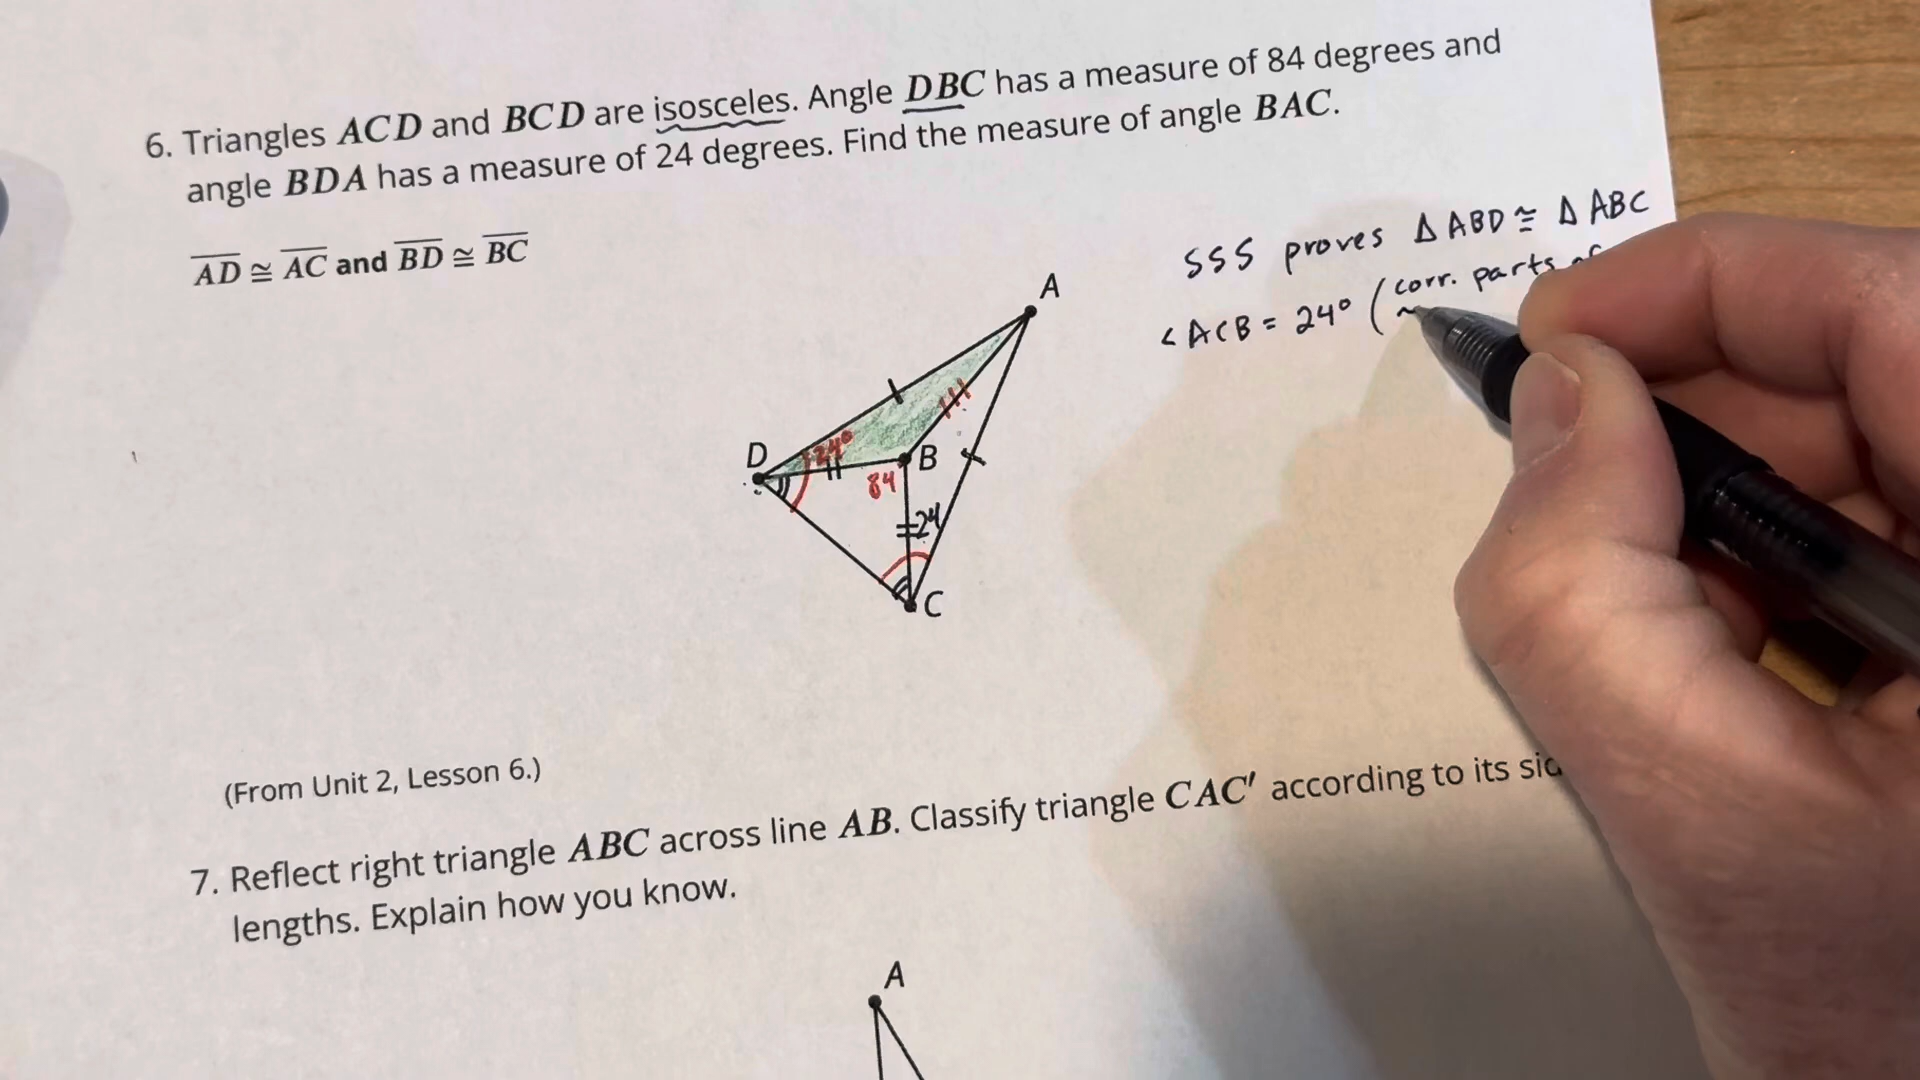 6. Triangles ACD and BCD are isosceles. Angle DBC has a measure of 84 degrees and
angle BDA has a measure of 24 degrees. Find the measure of angle BAC.
AD ≅ AC and BD ≅ BC
SSS proves Δ ABD ≅ Δ ABC
< ACB = 24° (corr. parts of
A
D
24°
B
84
24
C
(From Unit 2, Lesson 6.)
7. Reflect right triangle ABC across line AB. Classify triangle CAC′ according to its
lengths. Explain how you know.
A